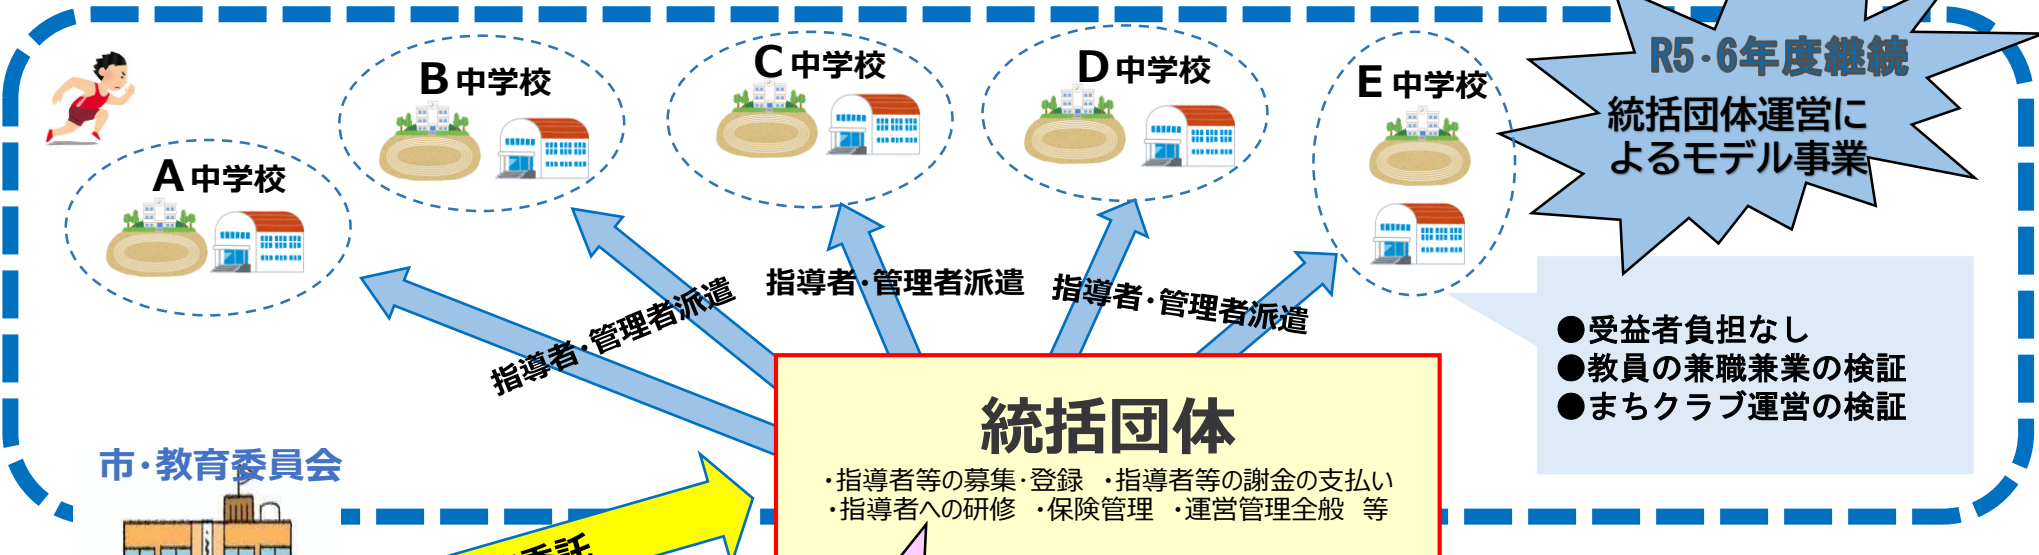 R5・6年度継続
統括団体運営に
よるモデル事業
A中学校
B中学校
C中学校
D中学校
E中学校
指導者・管理者派遣
指導者・管理者派遣
指導者・管理者派遣
●受益者負担なし
●教員の兼職兼業の検証
●まちクラブ運営の検証
統括団体
・指導者等の募集・登録　・指導者等の謝金の支払い
・指導者への研修　・保険管理　・運営管理全般　等
市・教育委員会
委託